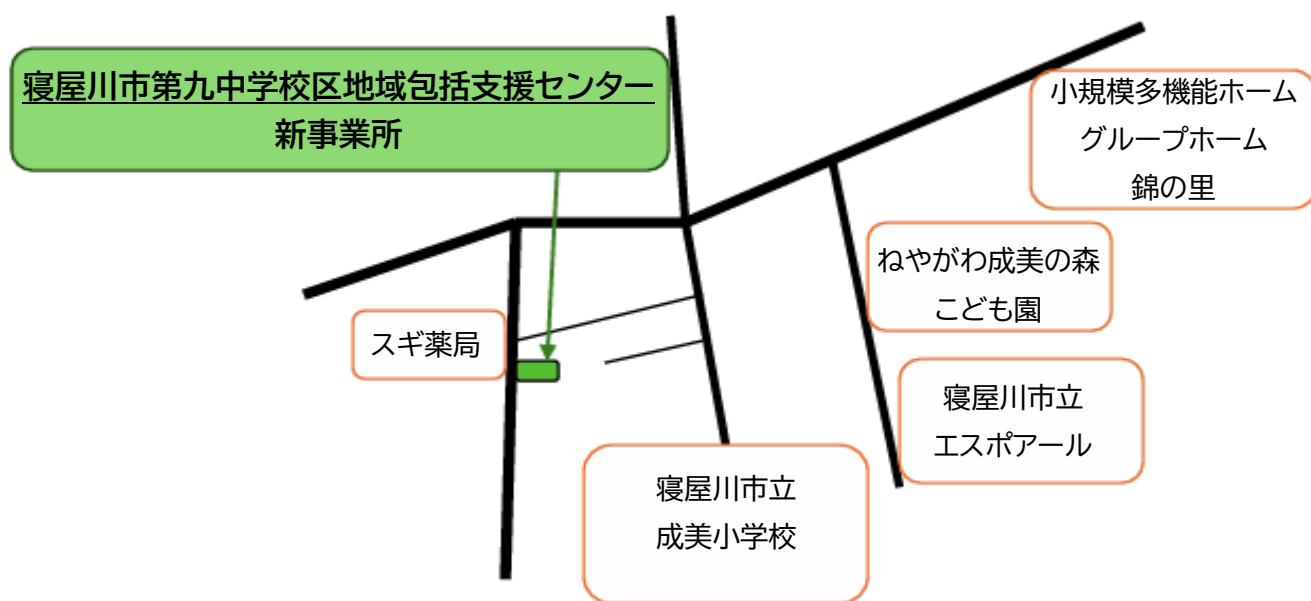 寝屋川市第九中学校区地域包括支援センター
新事業所
小規模多機能ホーム
グループホーム
錦の里
ねやがわ成美の森
こども園
スギ薬局
寝屋川市立
エスポアール
寝屋川市立
成美小学校